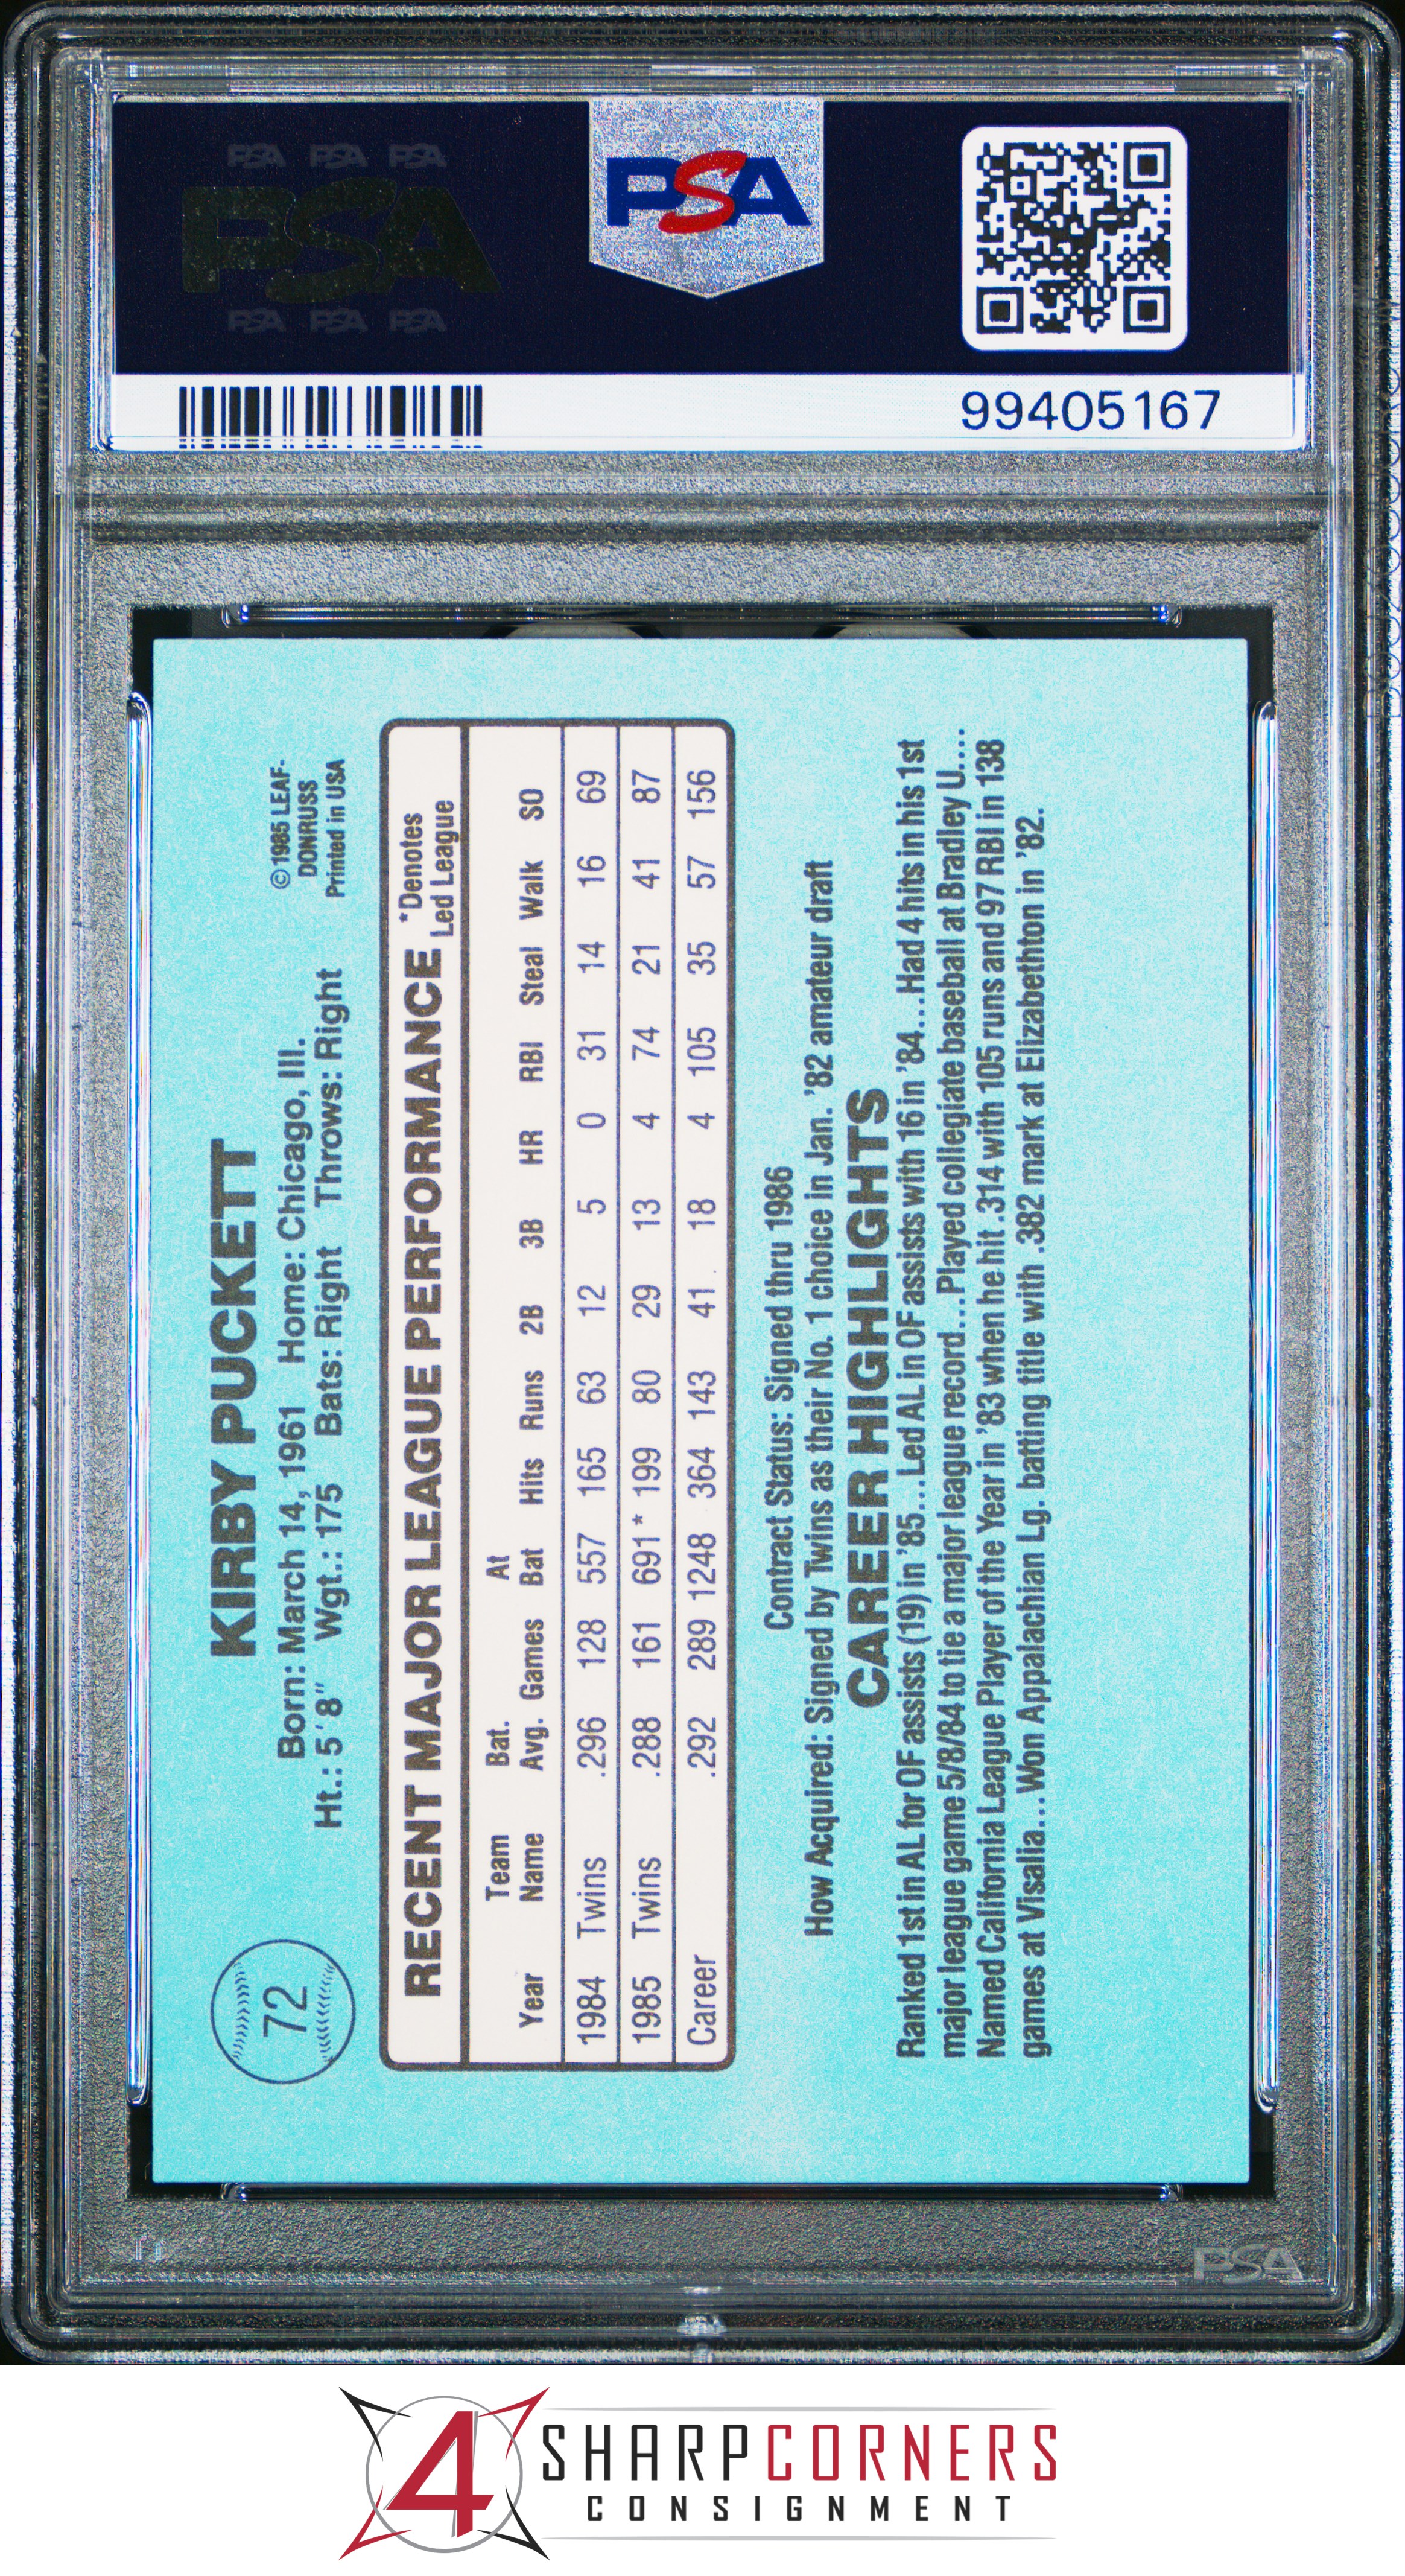 PSA PSA PSA
PSA
PSA PSA PSA
PSA
99405167
72
KIRBY PUCKETT
Born: March 14, 1961 Home: Chicago, Ill.
Ht.: 5'8" Wgt.: 175 Bats: Right Throws: Right
© 1985 LEAF-
DONRUSS
Printed in USA
RECENT MAJOR LEAGUE PERFORMANCE *Denotes
Led League
Year Team Name Bat. Avg. Games At Bat Hits Runs 2B 3B HR RBI Steal Walk SO
1984 Twins .296 128 557 165 63 12 5 0 31 14 16 69
1985 Twins .288 161 691* 199 80 29 13 4 74 21 41 87
Career .292 289 1248 364 143 41 18 4 105 35 57 156
Contract Status: Signed thru 1986
How Acquired: Signed by Twins as their No. 1 choice in Jan. '82 amateur draft
CAREER HIGHLIGHTS
Ranked 1st in AL for OF assists (19) in '85...Led AL in OF assists with 16 in '84...Had 4 hits in his 1st
major league game 5/8/84 to tie a major league record...Played collegiate baseball at Bradley U....
Named California League Player of the Year in '83 when he hit .314 with 105 runs and 97 RBI in 138
games at Visalia...Won Appalachian Lg. batting title with .382 mark at Elizabethton in '82.
PSA
4 SHARPCORNERS
CONSIGNMENT